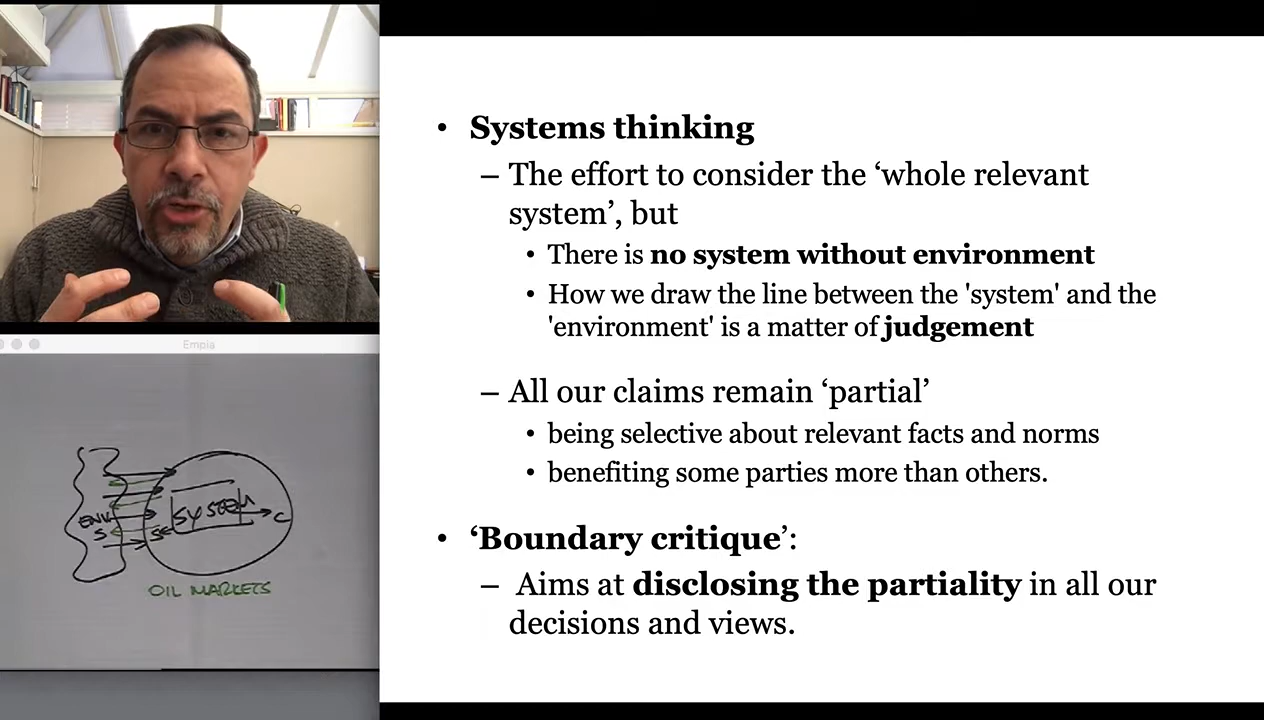 • Systems thinking
– The effort to consider the ‘whole relevant
system’, but
• There is no system without environment
• How we draw the line between the 'system' and the
'environment' is a matter of judgement
– All our claims remain ‘partial’
• being selective about relevant facts and norms
• benefiting some parties more than others.
• ‘Boundary critique’:
– Aims at disclosing the partiality in all our
decisions and views.
Empia
SYSTEM
ENV
S
SE
C
OIL MARKETS